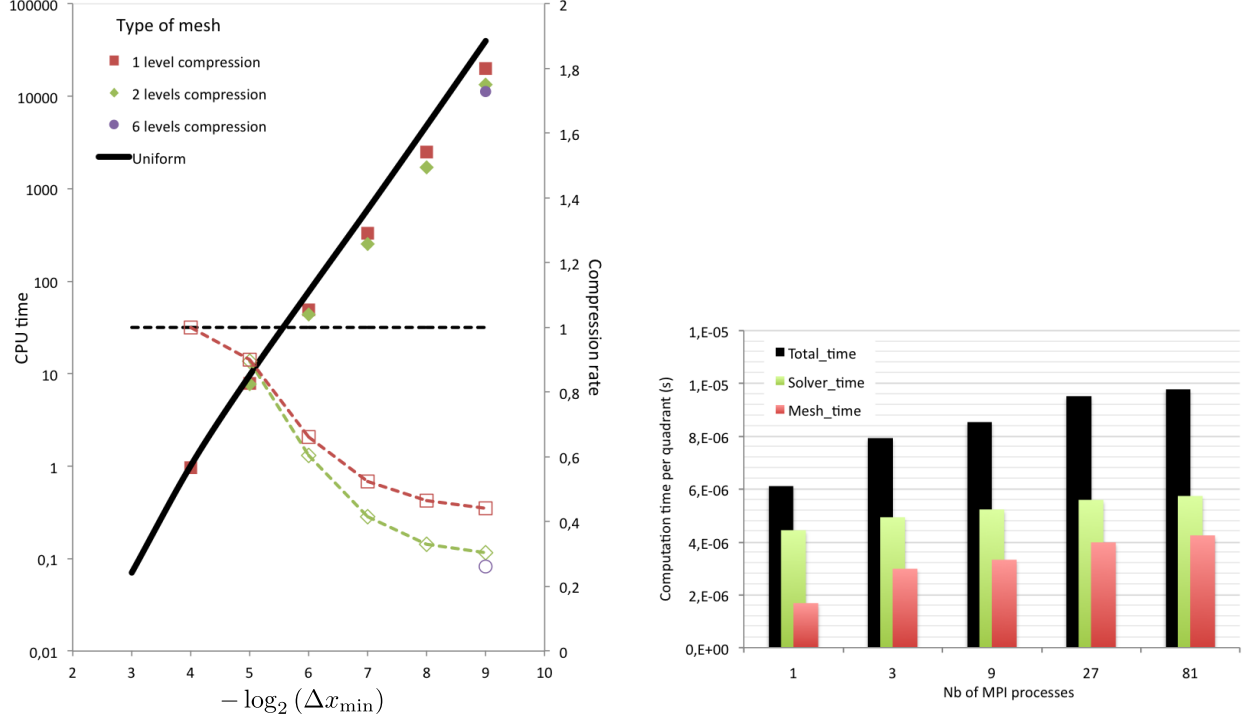 100000
10000
1000
100
10
1
0,1
0,01
CPU time
Type of mesh
1 level compression
2 levels compression
6 levels compression
Uniform
2
1,8
1,6
1,4
1,2
1
0,8
0,6
0,4
0,2
0
Compression rate
2 3 4 5 6 7 8 9 10
− log₂ (Δx_min)
1,E-05
1,E-05
8,E-06
6,E-06
4,E-06
2,E-06
0,E+00
Computation time per quadrant (s)
Total_time
Solver_time
Mesh_time
1 3 9 27 81
Nb of MPI processes